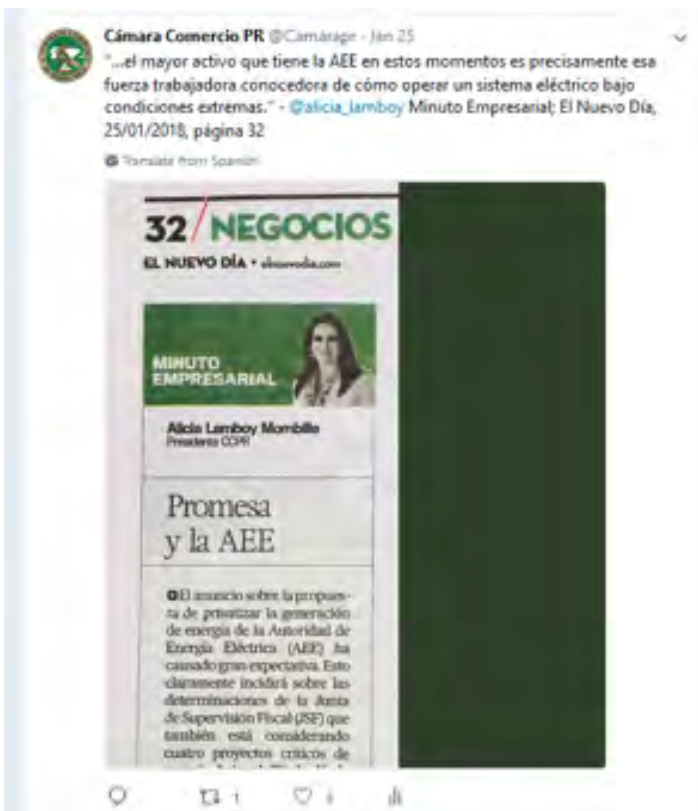 Cámara Comercio PR @Camarapr - Jan 25
"...el mayor activo que tiene la AEE en estos momentos es precisamente esa
fuerza trabajadora conocedora de cómo operar un sistema eléctrico bajo
condiciones extremas." - @alicia_lamboy Minuto Empresarial; El Nuevo Día,
25/01/2018, página 32
Translate from Spanish
32/NEGOCIOS
EL NUEVO DÍA • elnuevodia.com
MINUTO
EMPRESARIAL
Alicia Lamboy Mombille
Presidenta CCPR
Promesa
y la AEE
El anuncio sobre la propues-
ta de privatizar la generación
de energía de la Autoridad de
Energía Eléctrica (AEE) ha
causado gran expectativa. Esto
claramente incidirá sobre las
determinaciones de la Junta
de Supervisión Fiscal (JSF) que
también está considerando
cuatro proyectos críticos de